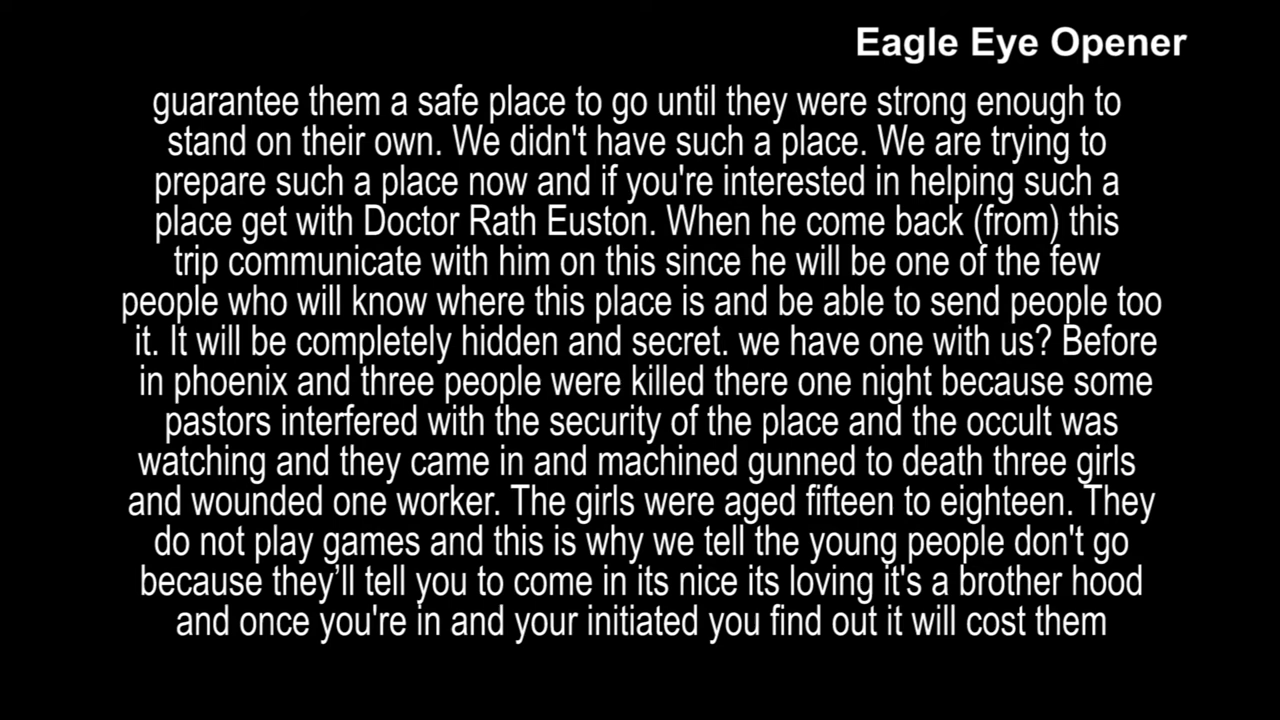 Eagle Eye Opener
guarantee them a safe place to go until they were strong enough to
stand on their own. We didn't have such a place. We are trying to
prepare such a place now and if you're interested in helping such a
place get with Doctor Rath Euston. When he come back (from) this
trip communicate with him on this since he will be one of the few
people who will know where this place is and be able to send people too
it. It will be completely hidden and secret. we have one with us? Before
in phoenix and three people were killed there one night because some
pastors interfered with the security of the place and the occult was
watching and they came in and machined gunned to death three girls
and wounded one worker. The girls were aged fifteen to eighteen. They
do not play games and this is why we tell the young people don't go
because they’ll tell you to come in its nice its loving it's a brother hood
and once you're in and your initiated you find out it will cost them